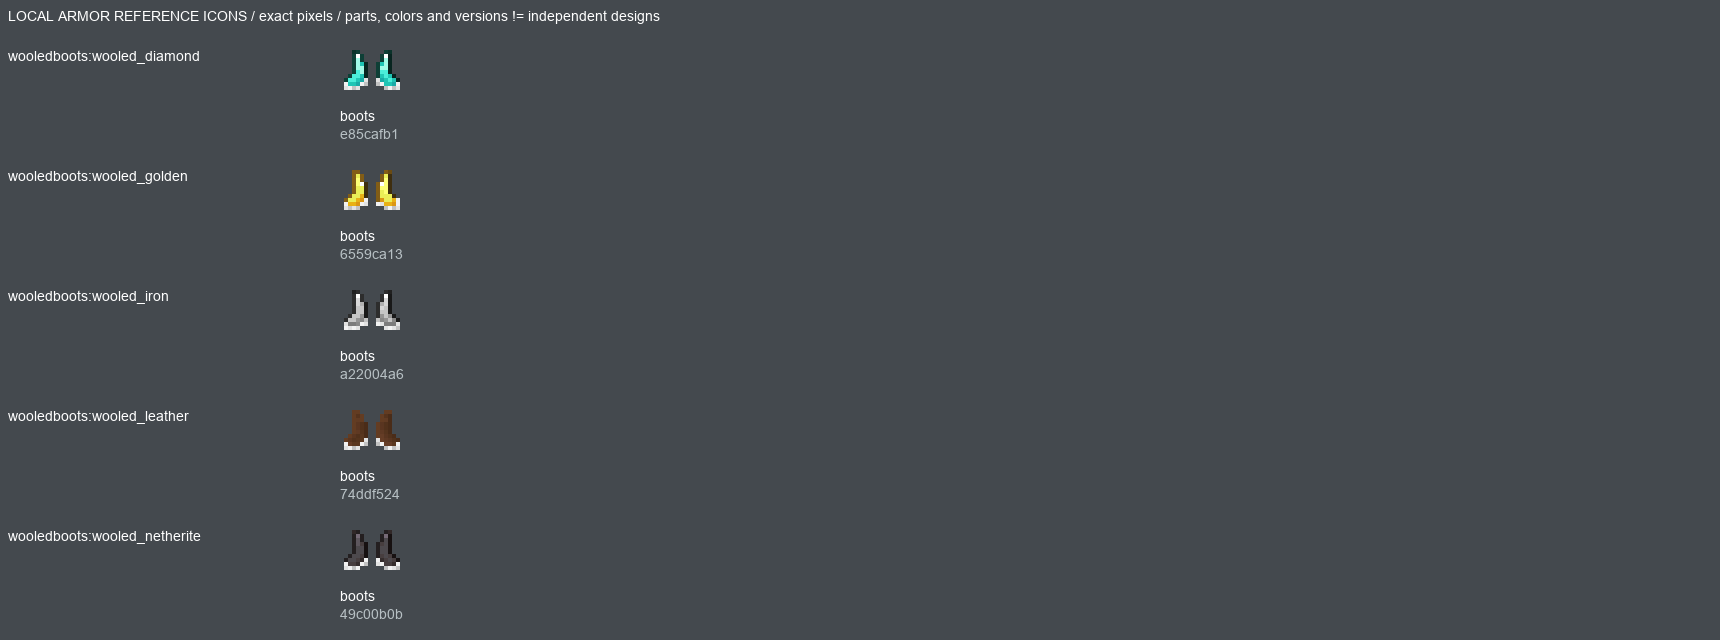 LOCAL ARMOR REFERENCE ICONS / exact pixels / parts, colors and versions != independent designs
wooledboots:wooled_diamond
boots
e85cafb1
wooledboots:wooled_golden
boots
6559ca13
wooledboots:wooled_iron
boots
a22004a6
wooledboots:wooled_leather
boots
74ddf524
wooledboots:wooled_netherite
boots
49c00b0b